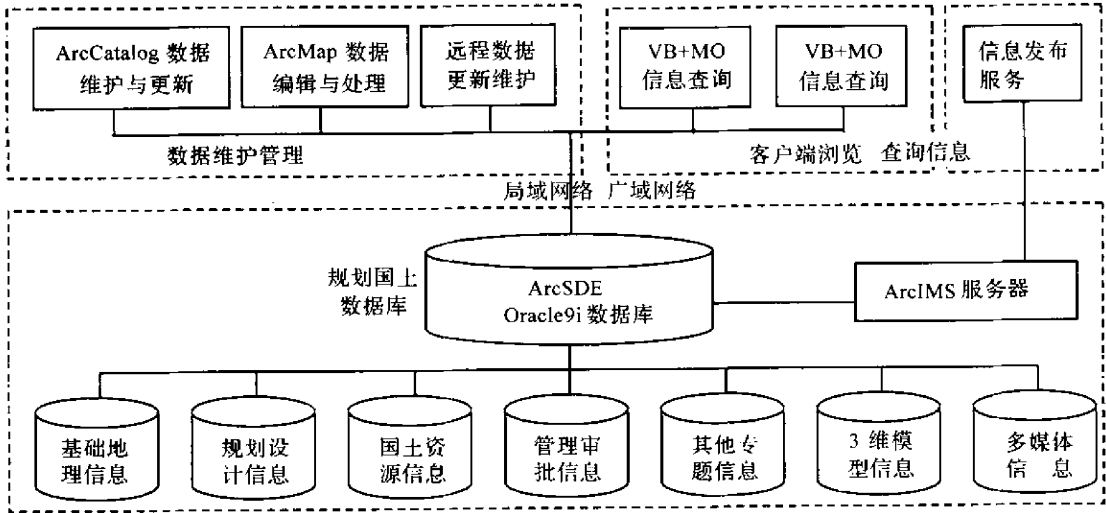 ArcCatalog 数据
维护与更新
ArcMap 数据
编辑与处理
远程数据
更新维护
VB+MO
信息查询
VB+MO
信息查询
信息发布
服务
数据维护管理
客户端浏览 查询信息
局域网络 广域网络
规划国土
数据库
ArcSDE
Oracle9i 数据库
ArcIMS 服务器
基础地
理信息
规划设
计信息
国土资
源信息
管理审
批信息
其他专
题信息
3 维模
型信息
多媒体
信 息